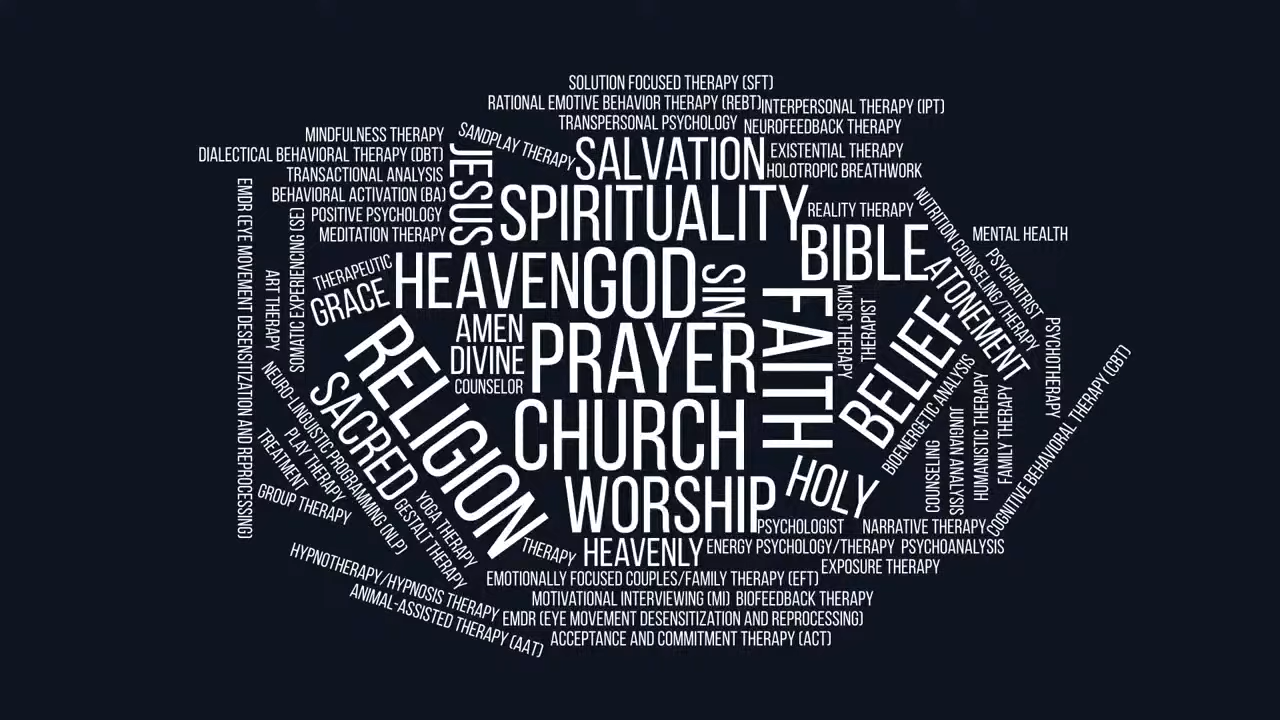 SOLUTION FOCUSED THERAPY (SFT)
RATIONAL EMOTIVE BEHAVIOR THERAPY (REBT)
INTERPERSONAL THERAPY (IPT)
TRANSPERSONAL PSYCHOLOGY
NEUROFEEDBACK THERAPY
MINDFULNESS THERAPY
SANDPLAY THERAPY
SALVATION
EXISTENTIAL THERAPY
DIALECTICAL BEHAVIORAL THERAPY (DBT)
HOLOTROPIC BREATHWORK
TRANSACTIONAL ANALYSIS
JESUS
BEHAVIORAL ACTIVATION (BA)
SPIRITUALITY
REALITY THERAPY
POSITIVE PSYCHOLOGY
MEDITATION THERAPY
MENTAL HEALTH
NUTRITION COUNSELING/THERAPY
BIBLE
EMDR (EYE MOVEMENT DESENSITIZATION AND REPROCESSING)
SOMATIC EXPERIENCING (SE)
ART THERAPY
THERAPEUTIC
GRACE
HEAVEN
GOD
SIN
FAITH
MUSIC THERAPY
THERAPIST
ATONEMENT
PSYCHIATRIST
PSYCHOTHERAPY
AMEN
DIVINE
COUNSELOR
PRAYER
BELIEF
RELIGION
SACRED
CHURCH
BIOENERGETIC ANALYSIS
COUNSELING
JUNGIAN ANALYSIS
HUMANISTIC THERAPY
FAMILY THERAPY
COGNITIVE BEHAVIORAL THERAPY (CBT)
NEURO-LINGUISTIC PROGRAMMING (NLP)
PLAY THERAPY
TREATMENT
GROUP THERAPY
YOGA THERAPY
GESTALT THERAPY
HOLY
WORSHIP
PSYCHOLOGIST
NARRATIVE THERAPY
THERAPY
HEAVENLY
ENERGY PSYCHOLOGY/THERAPY
PSYCHOANALYSIS
EXPOSURE THERAPY
HYPNOTHERAPY/HYPNOSIS THERAPY
EMOTIONALLY FOCUSED COUPLES/FAMILY THERAPY (EFT)
MOTIVATIONAL INTERVIEWING (MI)
BIOFEEDBACK THERAPY
ANIMAL-ASSISTED THERAPY (AAT)
EMDR (EYE MOVEMENT DESENSITIZATION AND REPROCESSING)
ACCEPTANCE AND COMMITMENT THERAPY (ACT)